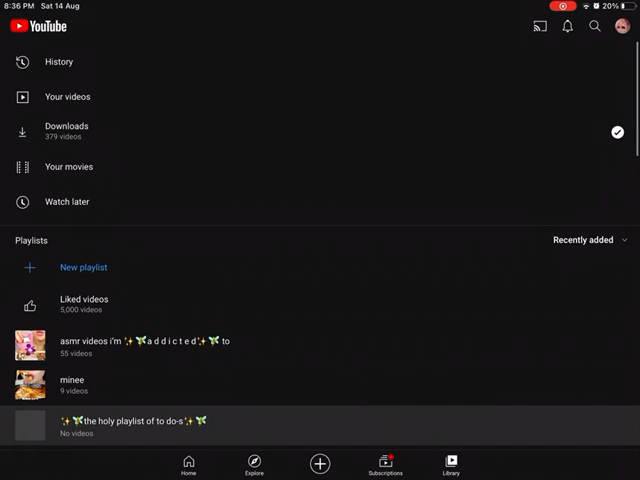 8:36 PM Sat 14 Aug
20%
YouTube
History
Your videos
Downloads
379 videos
Your movies
Watch later
Playlists
Recently added
New playlist
Liked videos
5,000 videos
asmr videos i'm ✨💸a d d i c t e d✨💸 to
55 videos
minee
9 videos
✨💸the holy playlist of to do-s✨💸
No videos
Home
Explore
Subscriptions
Library